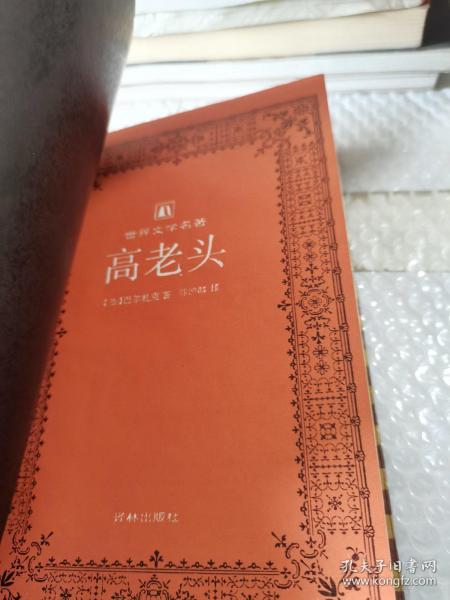 世界文学名著
高老头
[法]巴尔扎克 著
译林出版社
孔夫子旧书网
www.kongfz.com